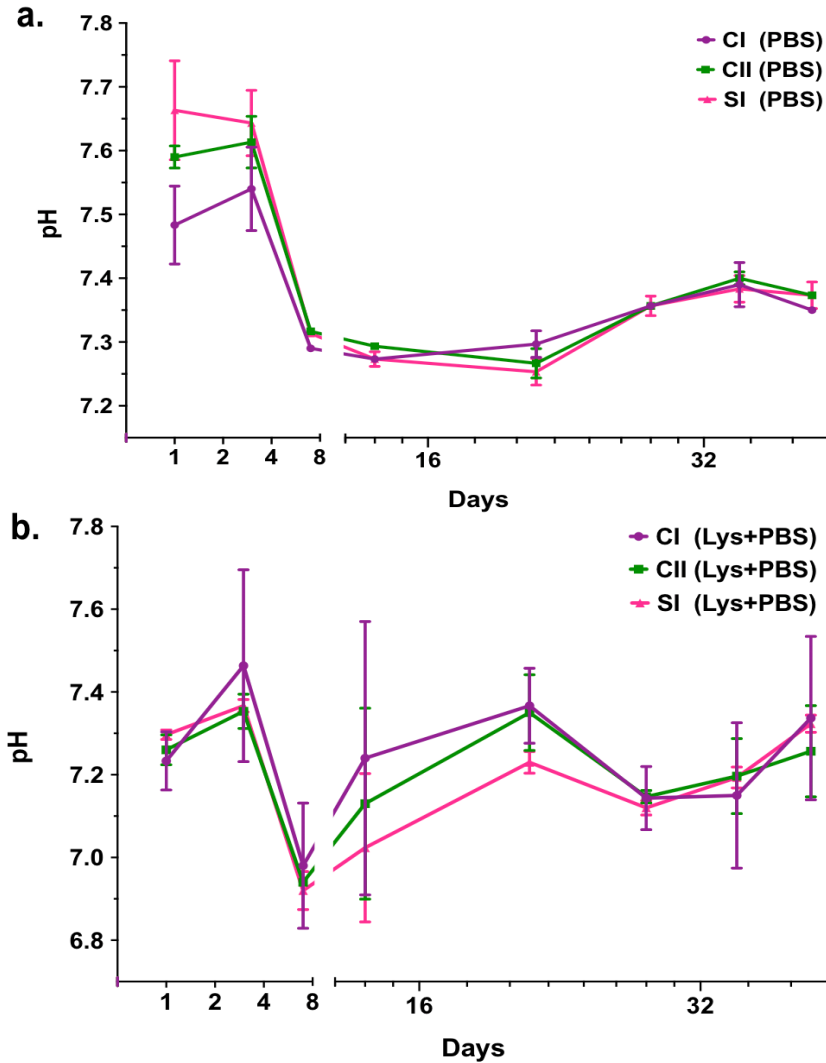 a.
7.8
7.7
7.6
7.5
7.4
7.3
7.2
pH
CI (PBS)
CII (PBS)
SI (PBS)
1 2 4 8 16 32
Days
b.
7.8
7.6
7.4
7.2
7.0
6.8
pH
CI (Lys+PBS)
CII (Lys+PBS)
SI (Lys+PBS)
1 2 4 8 16 32
Days